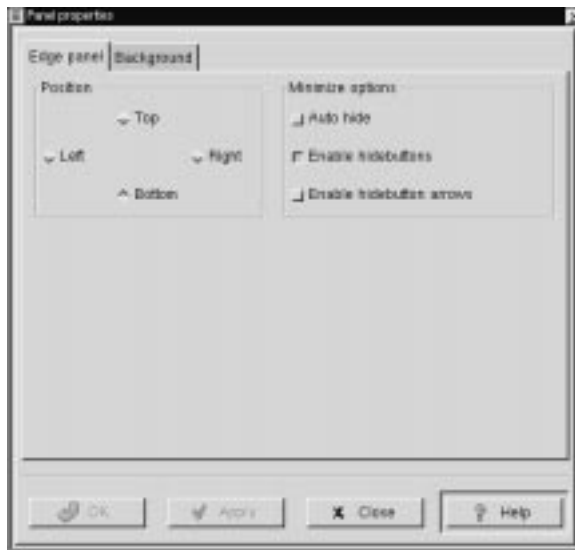 Panel properties
Edge panel Background
Position
Minimize options
Top
Auto hide
Left Right
Enable hidebuttons
Bottom
Enable hidebutton arrows
OK Apply Close Help